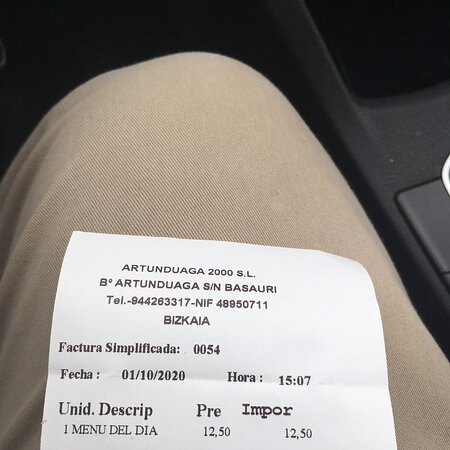 ARTUNDUAGA 2000 S.L.
Bº ARTUNDUAGA S/N BASAURI
Tel.-944263317-NIF 48950711
BIZKAIA
Factura Simplificada: 0054
Fecha : 01/10/2020 Hora : 15:07
Unid. Descrip Pre Impor
1 MENU DEL DIA 12,50 12,50